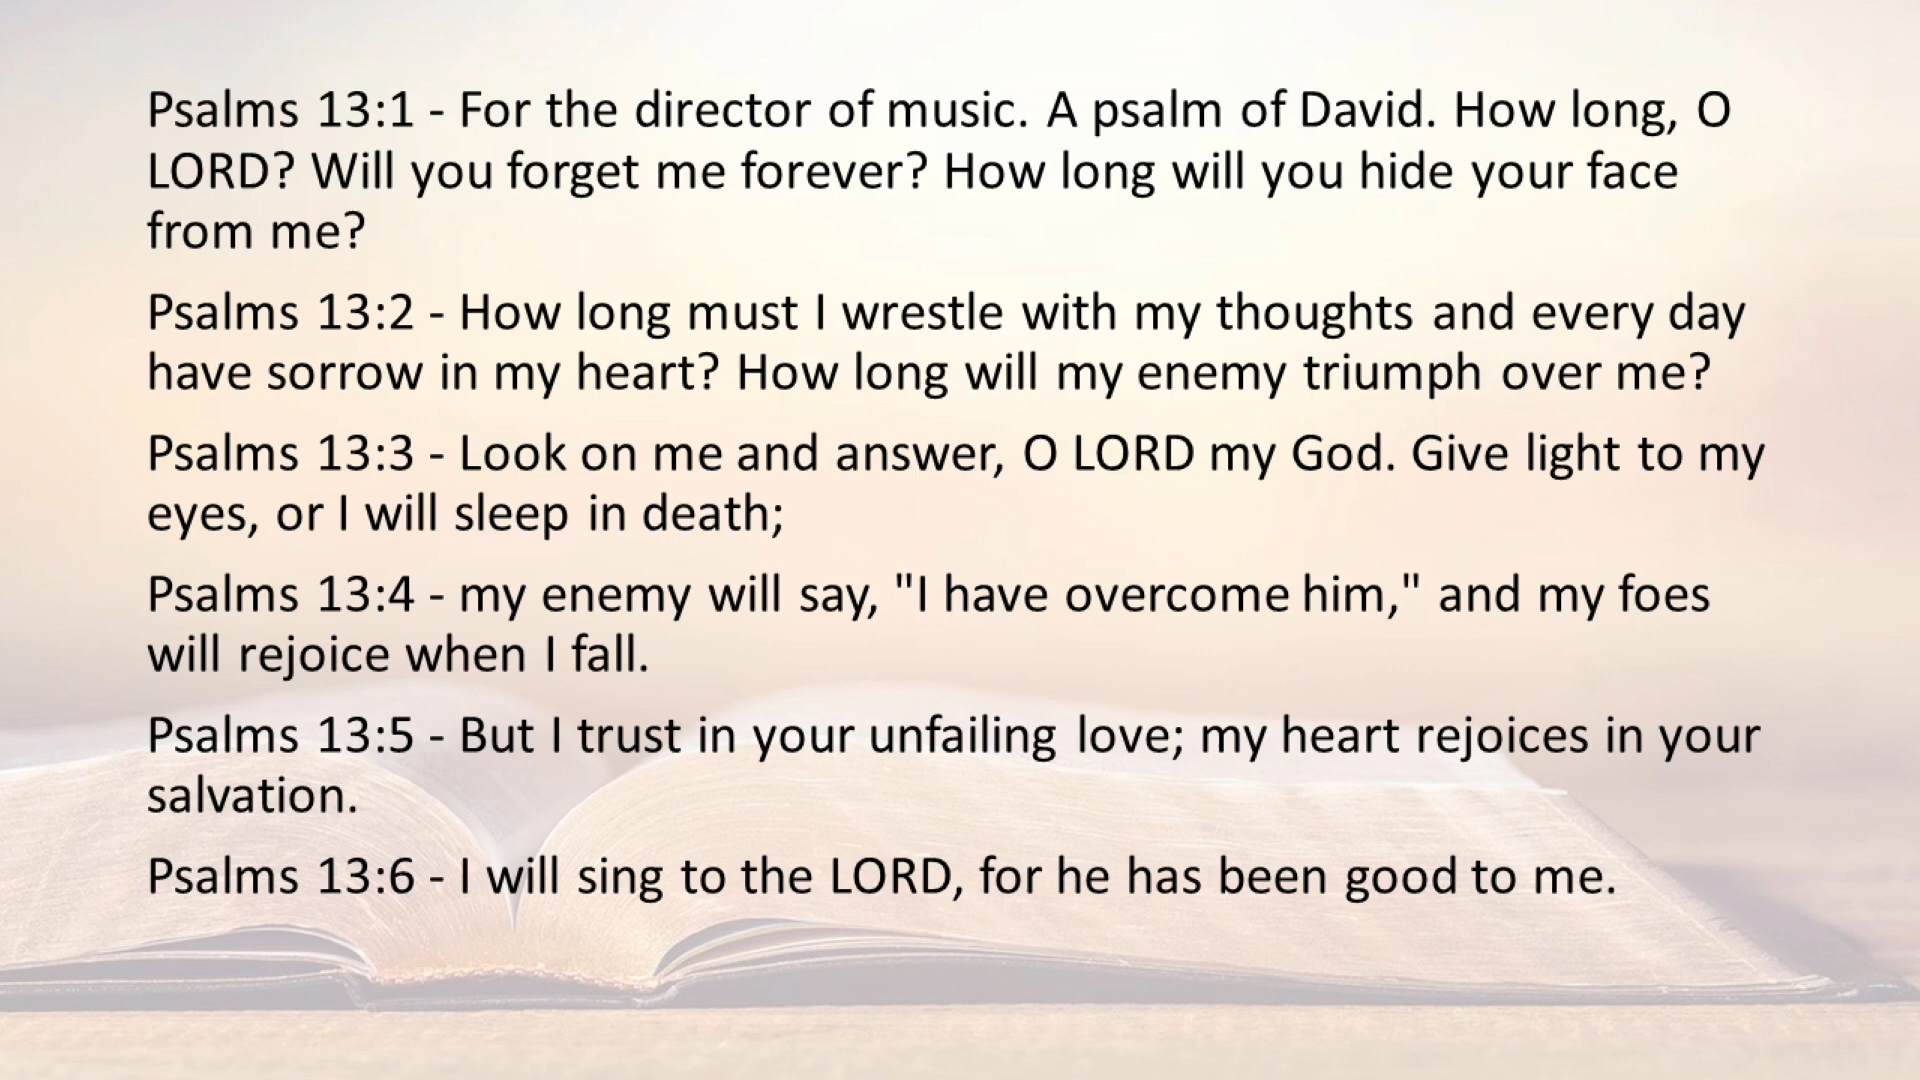 Psalms 13:1 - For the director of music. A psalm of David. How long, O
LORD? Will you forget me forever? How long will you hide your face
from me?
Psalms 13:2 - How long must I wrestle with my thoughts and every day
have sorrow in my heart? How long will my enemy triumph over me?
Psalms 13:3 - Look on me and answer, O LORD my God. Give light to my
eyes, or I will sleep in death;
Psalms 13:4 - my enemy will say, "I have overcome him," and my foes
will rejoice when I fall.
Psalms 13:5 - But I trust in your unfailing love; my heart rejoices in your
salvation.
Psalms 13:6 - I will sing to the LORD, for he has been good to me.